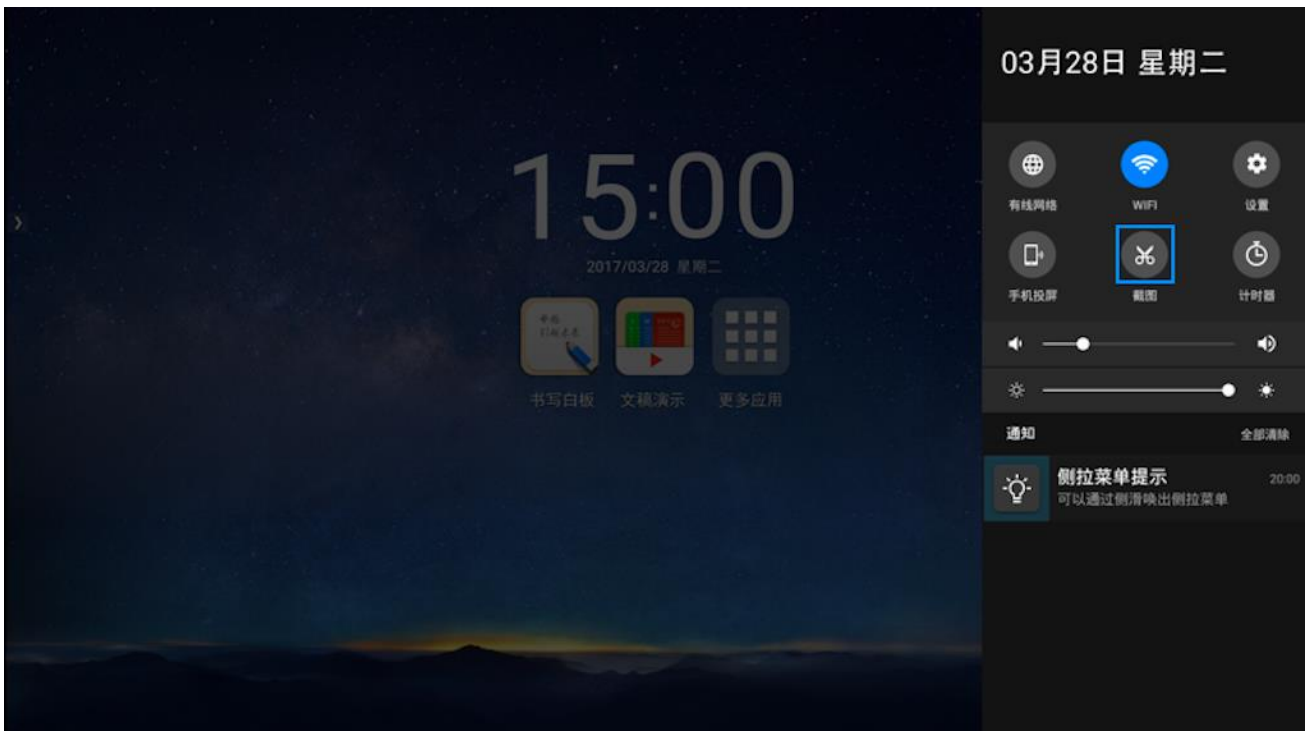 03月28日 星期二
有线网络
WIFI
设置
手机投屏
截图
计时器
通知
全部清除
侧拉菜单提示
20:00
可以通过侧滑唤出侧拉菜单
15:00
2017/03/28 星期二
书写白板
文稿演示
更多应用